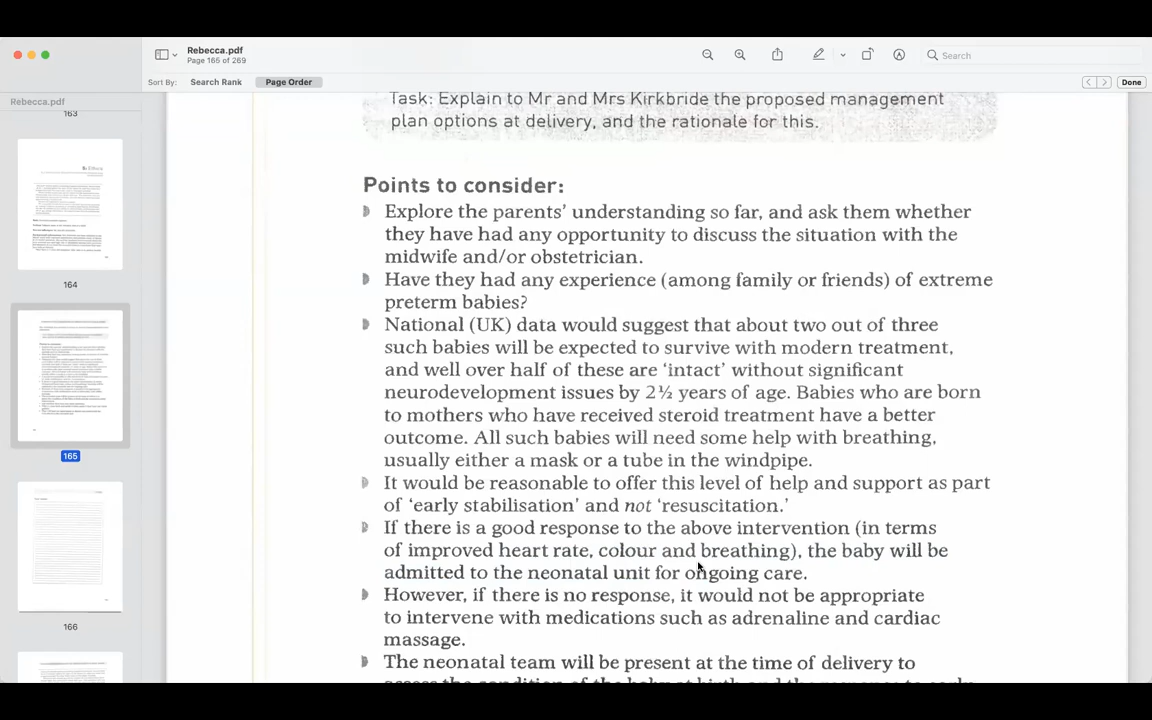 Rebecca.pdf
Page 165 of 269
Search
Sort By:
Search Rank
Page Order
Done
Rebecca.pdf
163
164
165
166
Task: Explain to Mr and Mrs Kirkbride the proposed management
plan options at delivery, and the rationale for this.
Points to consider:
Explore the parents' understanding so far, and ask them whether
they have had any opportunity to discuss the situation with the
midwife and/or obstetrician.
Have they had any experience (among family or friends) of extreme
preterm babies?
National (UK) data would suggest that about two out of three
such babies will be expected to survive with modern treatment,
and well over half of these are 'intact' without significant
neurodevelopment issues by 2½ years of age. Babies who are born
to mothers who have received steroid treatment have a better
outcome. All such babies will need some help with breathing,
usually either a mask or a tube in the windpipe.
It would be reasonable to offer this level of help and support as part
of 'early stabilisation' and not 'resuscitation.'
If there is a good response to the above intervention (in terms
of improved heart rate, colour and breathing), the baby will be
admitted to the neonatal unit for ongoing care.
However, if there is no response, it would not be appropriate
to intervene with medications such as adrenaline and cardiac
massage.
The neonatal team will be present at the time of delivery to